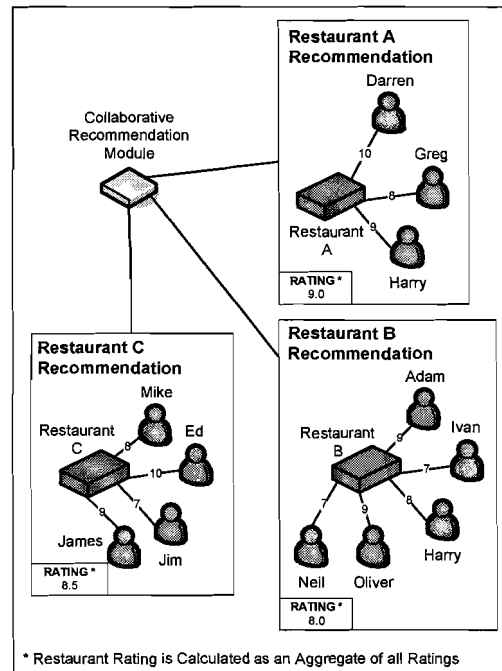 Restaurant A
Recommendation
Darren
10
Greg
8
Restaurant
A
9
Harry
RATING *
9.0
Collaborative
Recommendation
Module
Restaurant C
Recommendation
Mike
Restaurant
C
8
Ed
10
9
7
James
Jim
RATING *
8.5
Restaurant B
Recommendation
Adam
Restaurant
B
9
Ivan
7
7
9
8
Harry
Neil
Oliver
RATING *
8.0
* Restaurant Rating is Calculated as an Aggregate of all Ratings